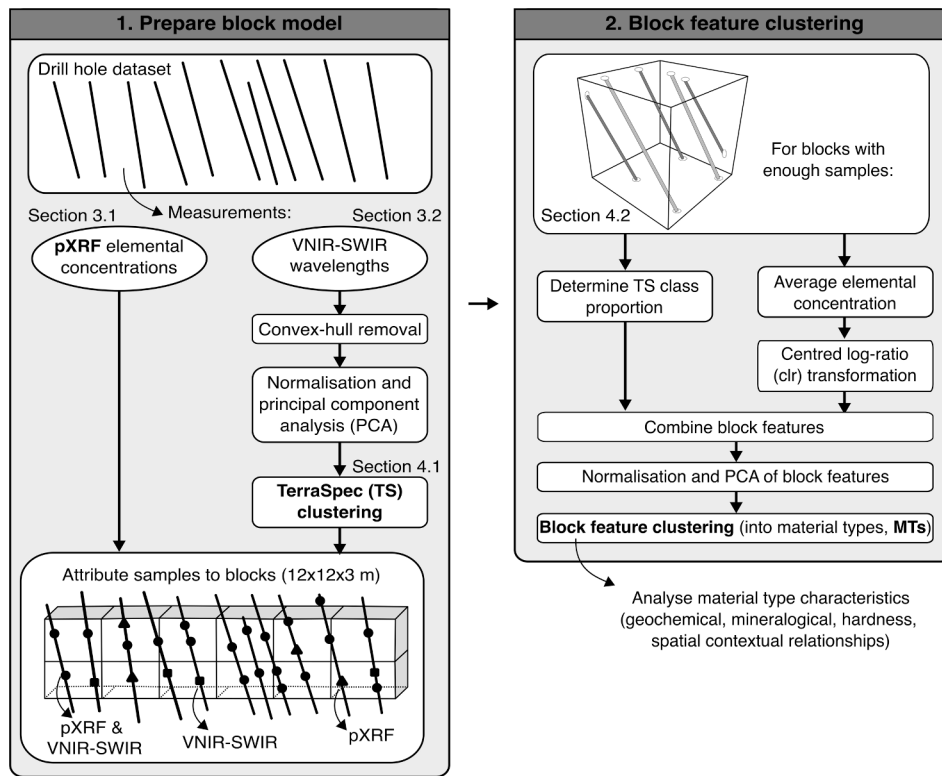 1. Prepare block model
Drill hole dataset
Measurements:
Section 3.1
Section 3.2
pXRF elemental
concentrations
VNIR-SWIR
wavelengths
Convex-hull removal
Normalisation and
principal component
analysis (PCA)
Section 4.1
TerraSpec (TS)
clustering
Attribute samples to blocks (12x12x3 m)
pXRF &
VNIR-SWIR
VNIR-SWIR
pXRF
2. Block feature clustering
For blocks with
enough samples:
Section 4.2
Determine TS class
proportion
Average elemental
concentration
Centred log-ratio
(clr) transformation
Combine block features
Normalisation and PCA of block features
Block feature clustering (into material types, MTs)
Analyse material type characteristics
(geochemical, mineralogical, hardness,
spatial contextual relationships)